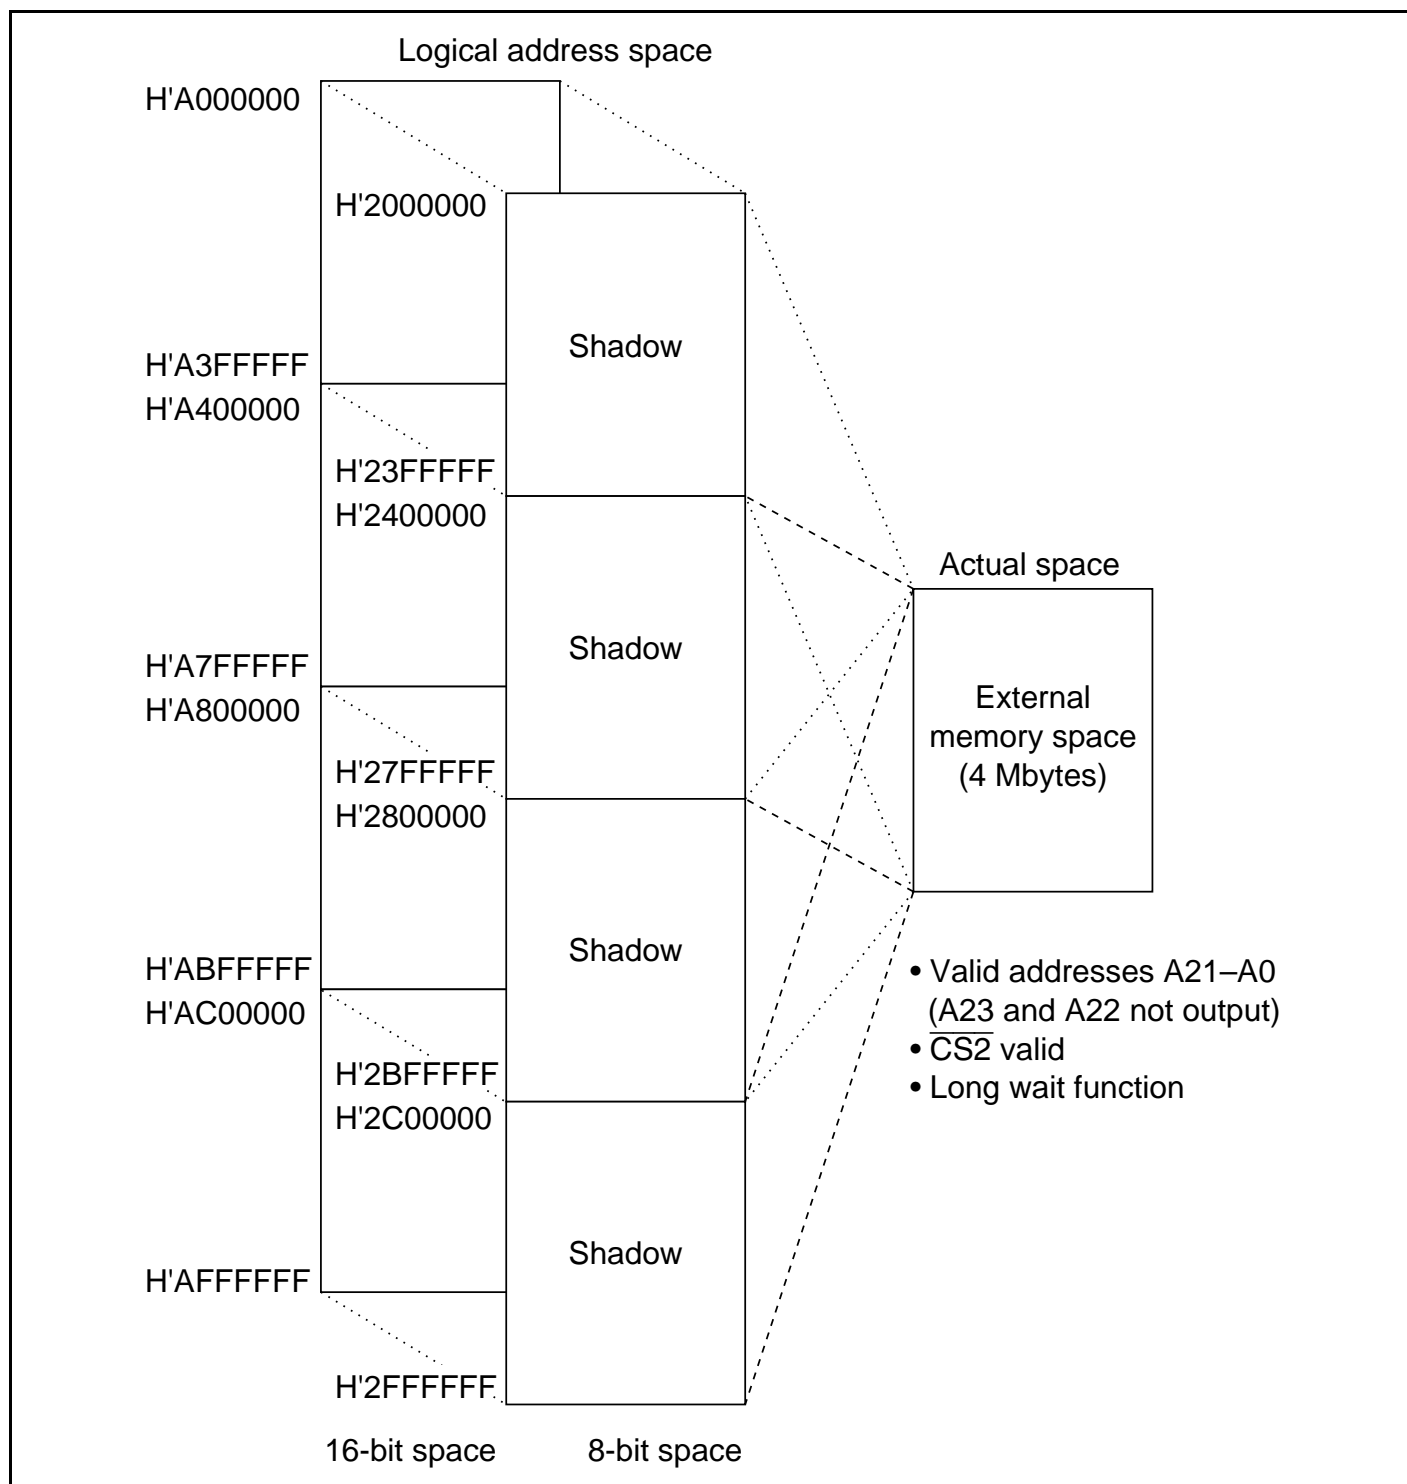 Logical address space
H'A000000
H'2000000
Shadow
H'A3FFFFF
H'A400000
H'23FFFFF
H'2400000
Actual space
Shadow
H'A7FFFFF
H'A800000
External
memory space
(4 Mbytes)
H'27FFFFF
H'2800000
Shadow
H'ABFFFFF
H'AC00000
• Valid addresses A21–A0
(A23 and A22 not output)
• C̅S̅2̅ valid
• Long wait function
H'2BFFFFF
H'2C00000
Shadow
H'AFFFFFF
H'2FFFFFF
16-bit space
8-bit space